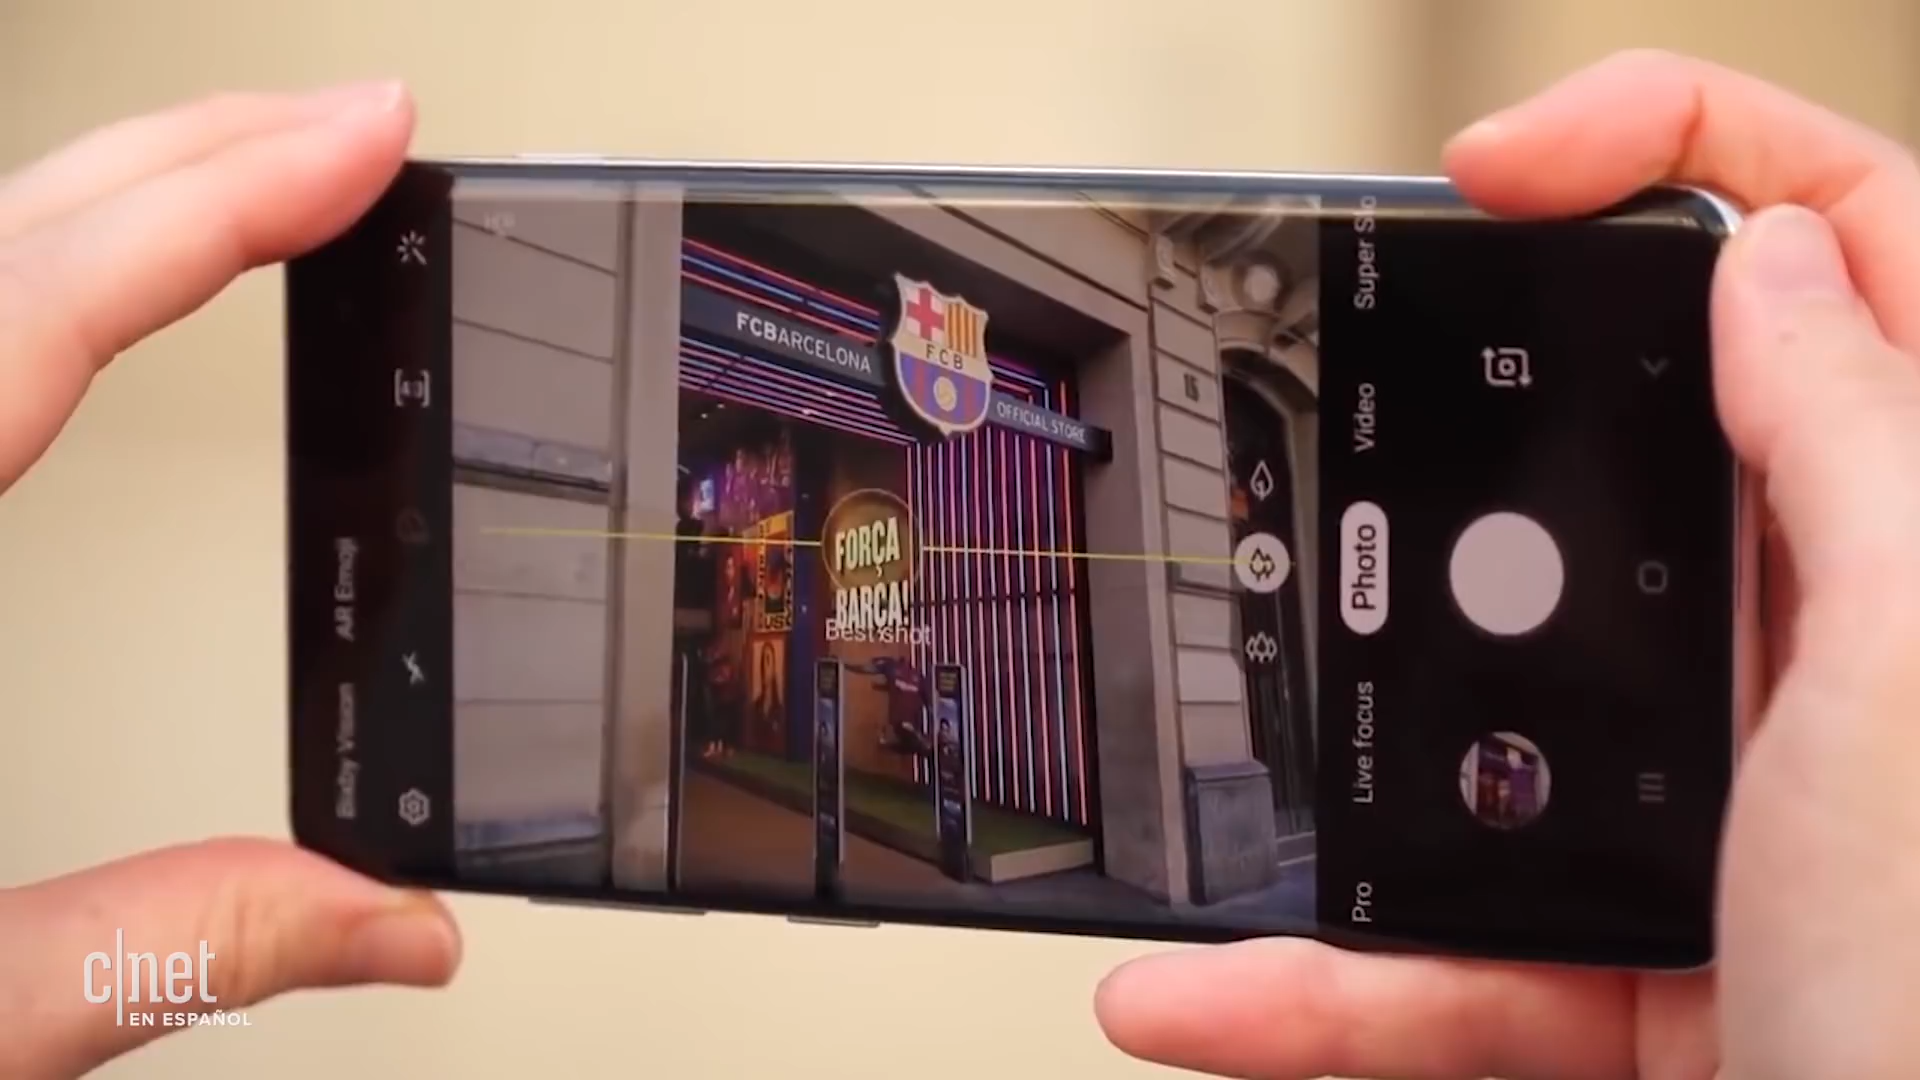 FCBARCELONA
FCB
OFFICIAL STORE
15
FORÇA
BARÇA!
Best shot
Super Slo
Video
Photo
Live focus
Pro
AR Emoji
Bixby Vision
c|net
EN ESPAÑOL